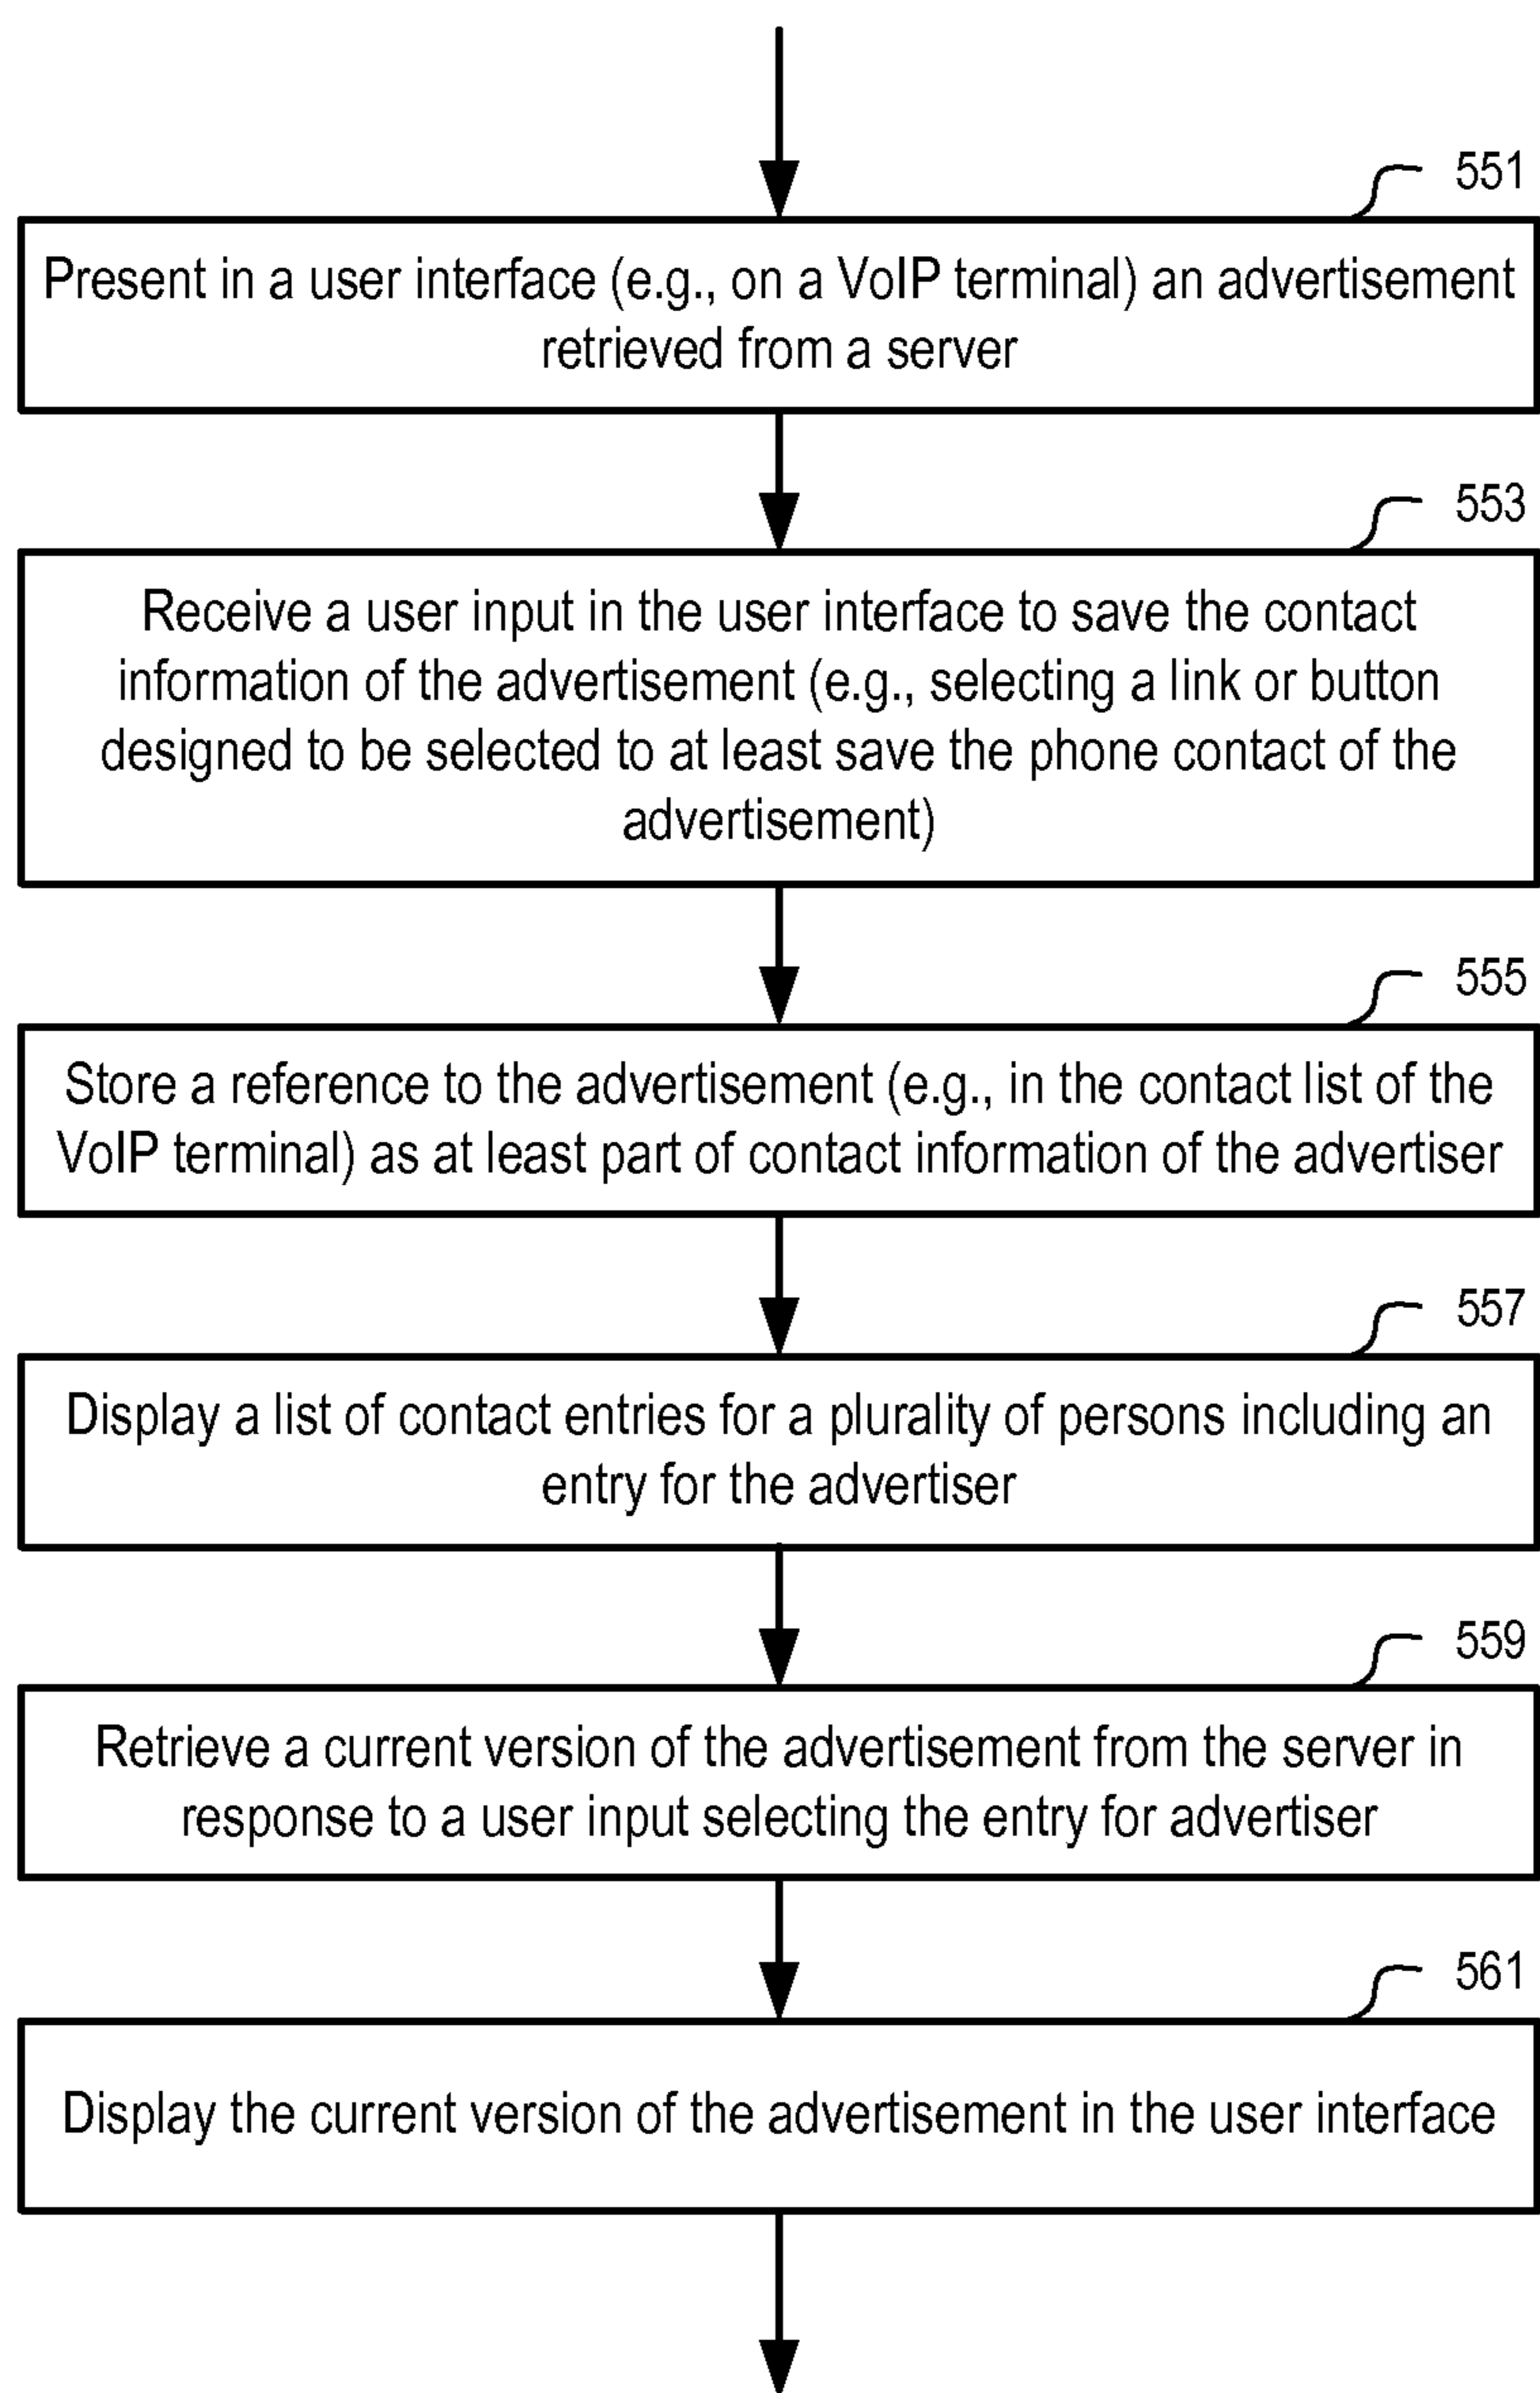 551
Present in a user interface (e.g., on a VoIP terminal) an advertisement
retrieved from a server
553
Receive a user input in the user interface to save the contact
information of the advertisement (e.g., selecting a link or button
designed to be selected to at least save the phone contact of the
advertisement)
555
Store a reference to the advertisement (e.g., in the contact list of the
VoIP terminal) as at least part of contact information of the advertiser
557
Display a list of contact entries for a plurality of persons including an
entry for the advertiser
559
Retrieve a current version of the advertisement from the server in
response to a user input selecting the entry for advertiser
561
Display the current version of the advertisement in the user interface